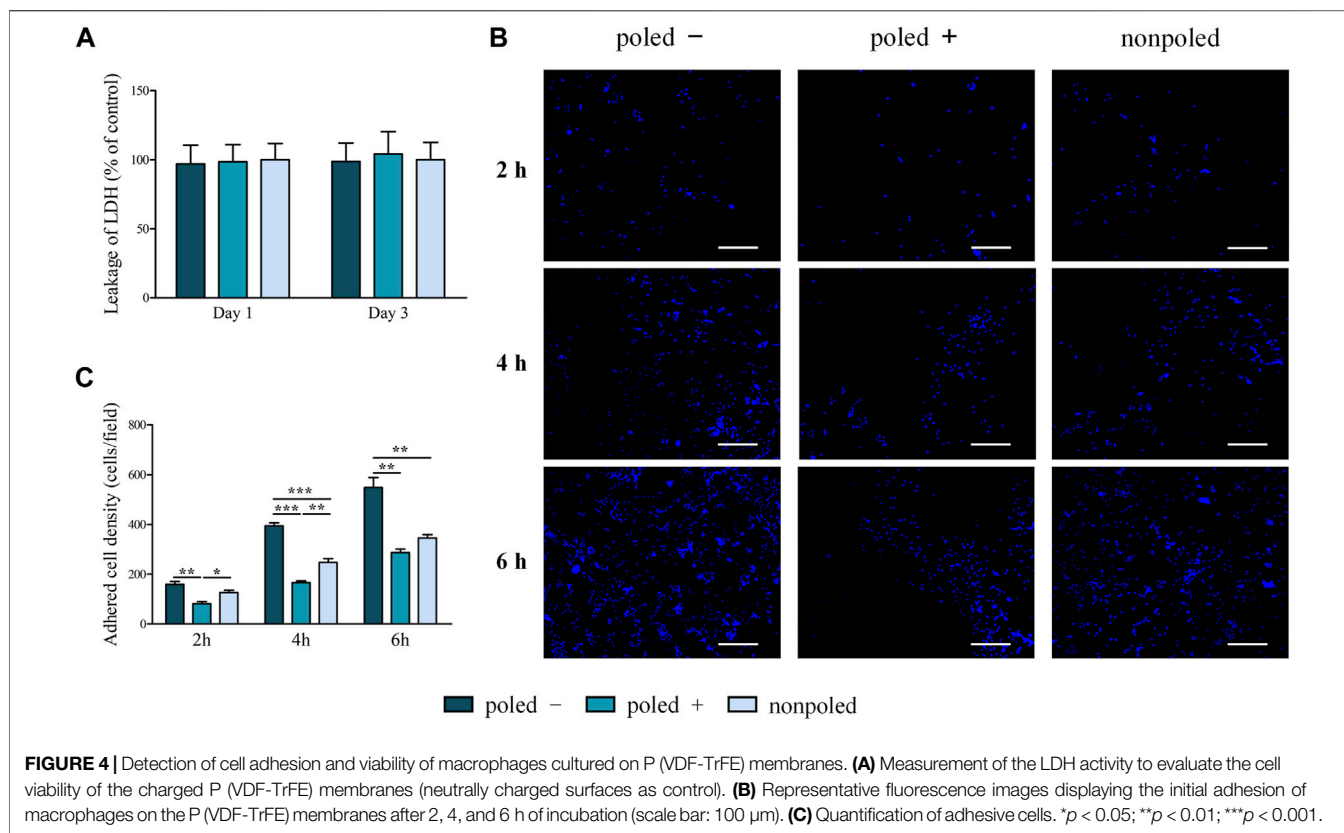 A
Leakage of LDH (% of control)
150
100
50
0
Day 1 Day 3
B
poled − poled + nonpoled
2 h
4 h
6 h
C
Adhered cell density (cells/field)
800
600
400
200
0
** *
*** *** **
** **
2h 4h 6h
poled − poled + nonpoled
FIGURE 4 | Detection of cell adhesion and viability of macrophages cultured on P (VDF-TrFE) membranes. (A) Measurement of the LDH activity to evaluate the cell
viability of the charged P (VDF-TrFE) membranes (neutrally charged surfaces as control). (B) Representative fluorescence images displaying the initial adhesion of
macrophages on the P (VDF-TrFE) membranes after 2, 4, and 6 h of incubation (scale bar: 100 μm). (C) Quantification of adhesive cells. *p < 0.05; **p < 0.01; ***p < 0.001.